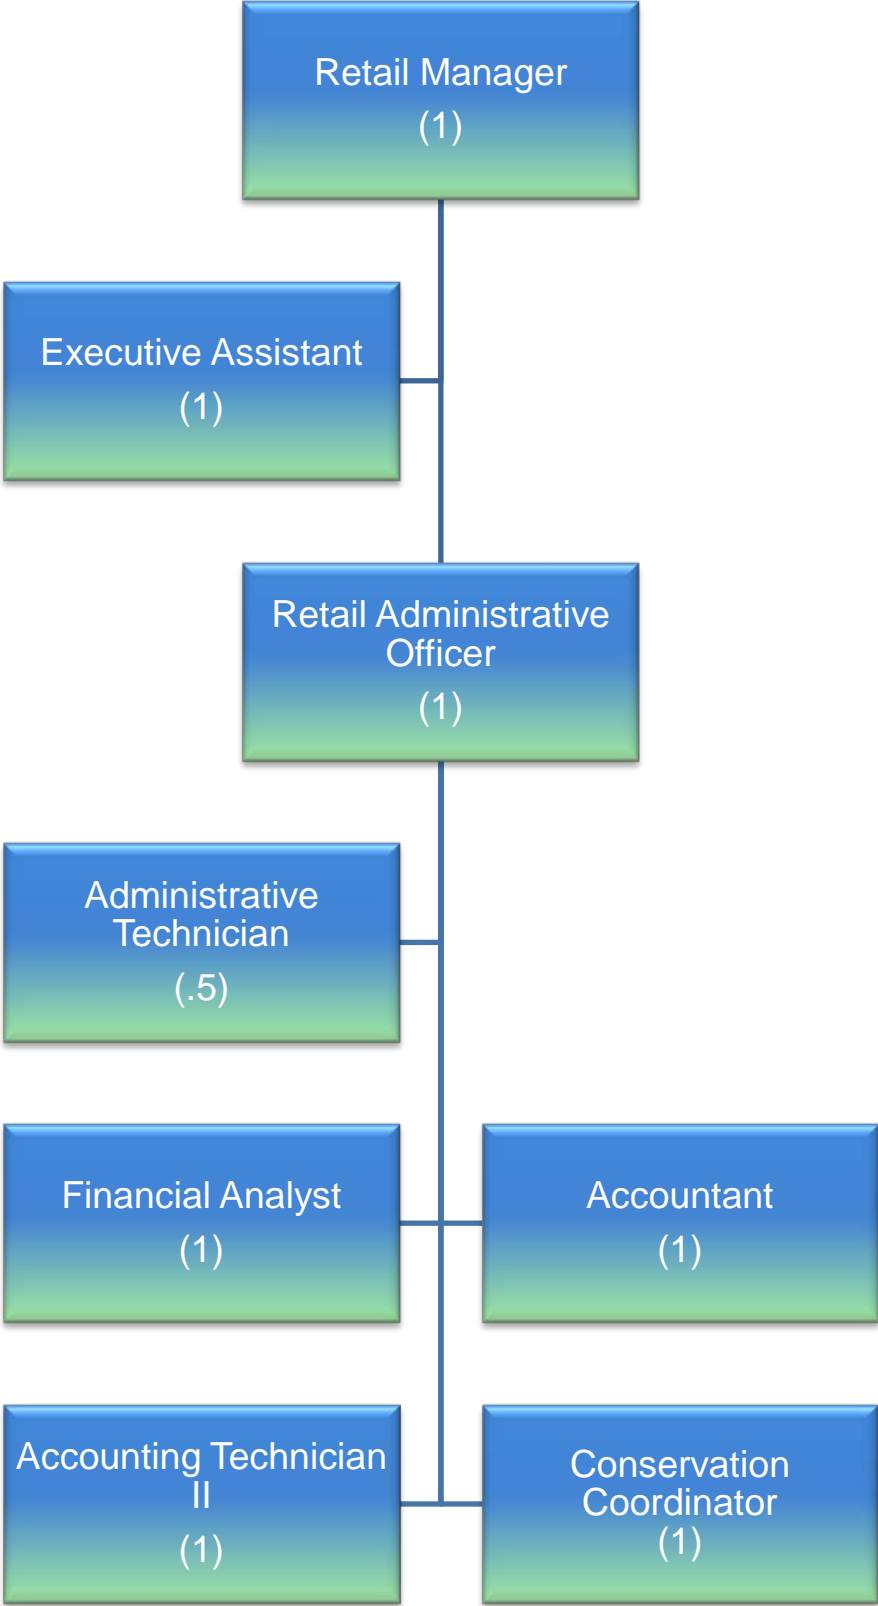 Retail Manager
(1)
Executive Assistant
(1)
Retail Administrative
Officer
(1)
Administrative
Technician
(.5)
Financial Analyst
(1)
Accountant
(1)
Accounting Technician
II
(1)
Conservation
Coordinator
(1)